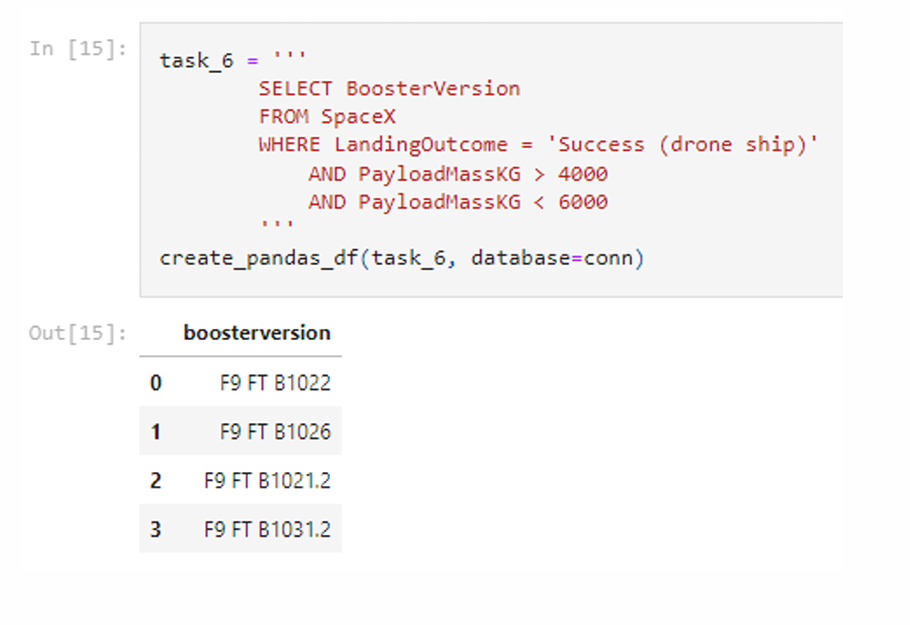 In [15]:
task_6 = '''
SELECT BoosterVersion
FROM SpaceX
WHERE LandingOutcome = 'Success (drone ship)'
AND PayloadMassKG > 4000
AND PayloadMassKG < 6000
'''
create_pandas_df(task_6, database=conn)
Out[15]:
boosterversion
0 F9 FT B1022
1 F9 FT B1026
2 F9 FT B1021.2
3 F9 FT B1031.2